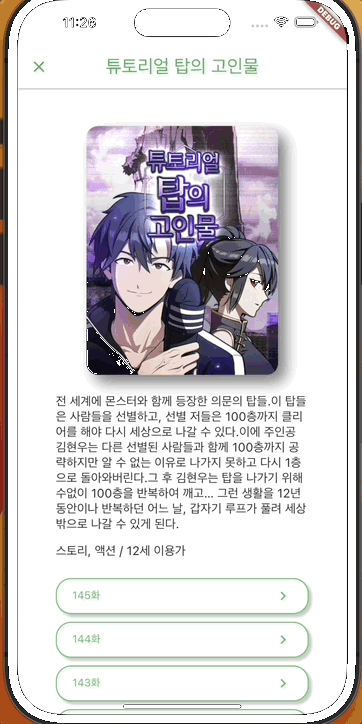 11:26
DEBUG
튜토리얼 탑의 고인물
튜토리얼
탑의
고인물
전 세계에 몬스터와 함께 등장한 의문의 탑들.이 탑들
은 사람들을 선별하고, 선별 저들은 100층까지 클리
어를 해야 다시 세상으로 나갈 수 있다.이에 주인공
김현우는 다른 선별된 사람들과 함께 100층까지 공
략하지만 알 수 없는 이유로 나가지 못하고 다시 1층
으로 돌아와버린다.그 후 김현우는 탑을 나가기 위해
수없이 100층을 반복하여 깨고... 그런 생활을 12년
동안이나 반복하던 어느 날, 갑자기 루프가 풀려 세상
밖으로 나갈 수 있게 된다.
스토리, 액션 / 12세 이용가
145화
144화
143화